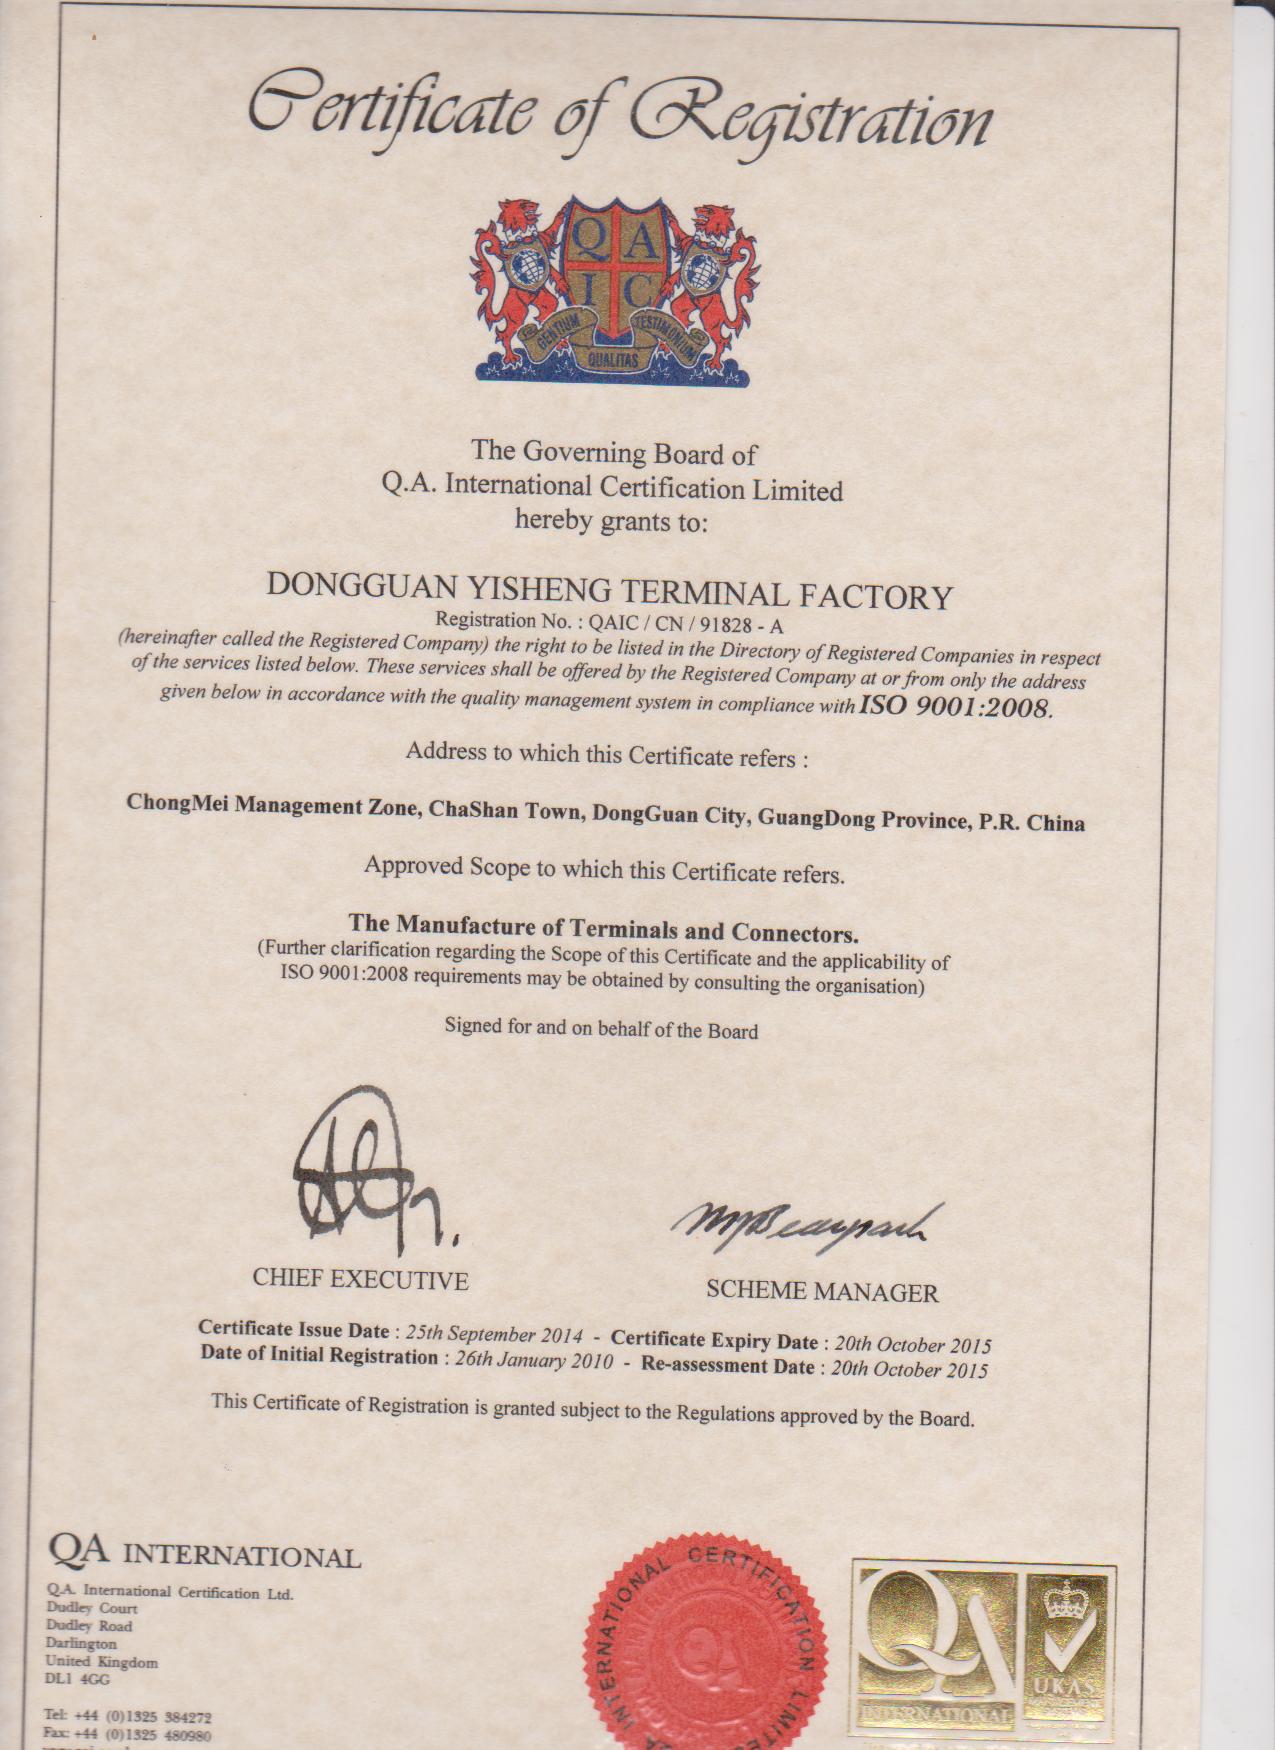 Certificate of Registration
Q A
I C
GENTIUM QUALITAS TESTIMONIUM
The Governing Board of
Q.A. International Certification Limited
hereby grants to:
DONGGUAN YISHENG TERMINAL FACTORY
Registration No. : QAIC / CN / 91828 - A
(hereinafter called the Registered Company) the right to be listed in the Directory of Registered Companies in respect
of the services listed below. These services shall be offered by the Registered Company at or from only the address
given below in accordance with the quality management system in compliance with ISO 9001:2008.
Address to which this Certificate refers :
ChongMei Management Zone, ChaShan Town, DongGuan City, GuangDong Province, P.R. China
Approved Scope to which this Certificate refers.
The Manufacture of Terminals and Connectors.
(Further clarification regarding the Scope of this Certificate and the applicability of
ISO 9001:2008 requirements may be obtained by consulting the organisation)
Signed for and on behalf of the Board
CHIEF EXECUTIVE
SCHEME MANAGER
Certificate Issue Date : 25th September 2014 - Certificate Expiry Date : 20th October 2015
Date of Initial Registration : 26th January 2010 - Re-assessment Date : 20th October 2015
This Certificate of Registration is granted subject to the Regulations approved by the Board.
QA INTERNATIONAL
Q.A. International Certification Ltd.
Dudley Court
Dudley Road
Darlington
United Kingdom
DL1 4GG
Tel: +44 (0)1325 384272
Fax: +44 (0)1325 480980
INTERNATIONAL CERTIFICATION LIMITED
QA
QA
INTERNATIONAL
UKAS
MANAGEMENT
SYSTEMS